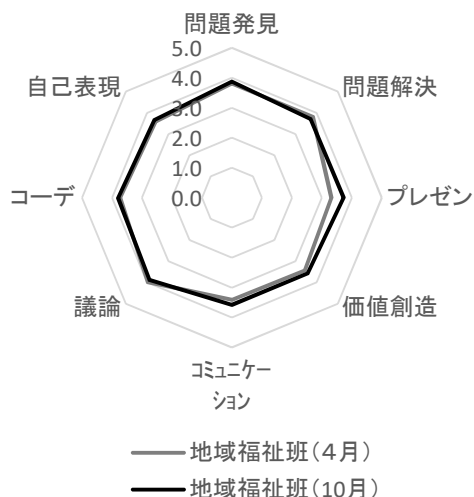 問題発見
5.0
自己表現
4.0
問題解決
3.0
2.0
1.0
コーデ
0.0
プレゼン
議論
価値創造
コミュニケー
ション
地域福祉班（４月）
地域福祉班（10月）